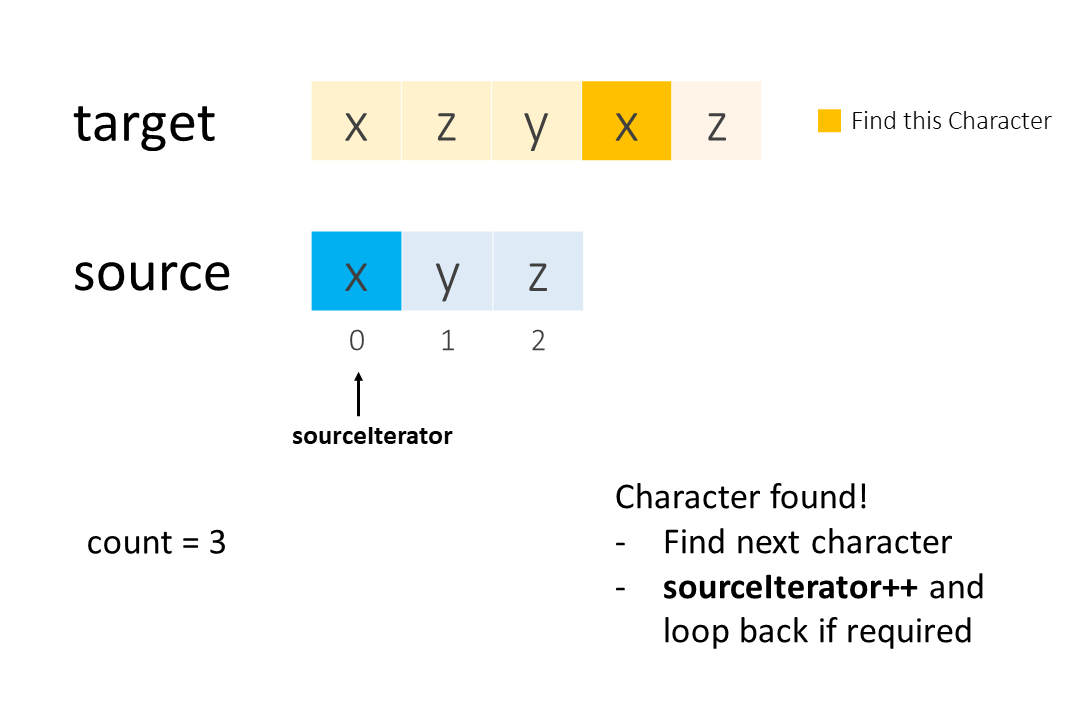 target x z y x z Find this Character
source x y z
0 1 2
sourceIterator
count = 3
Character found!
- Find next character
- sourceIterator++ and
loop back if required